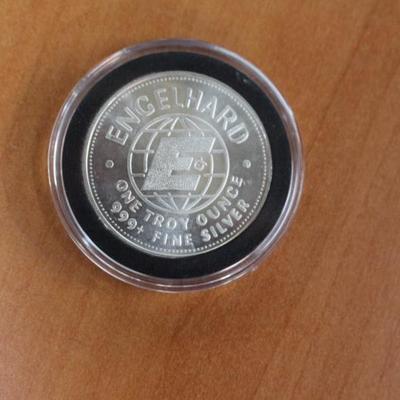 ENGELHARD
E
ONE TROY OUNCE
999+ FINE SILVER